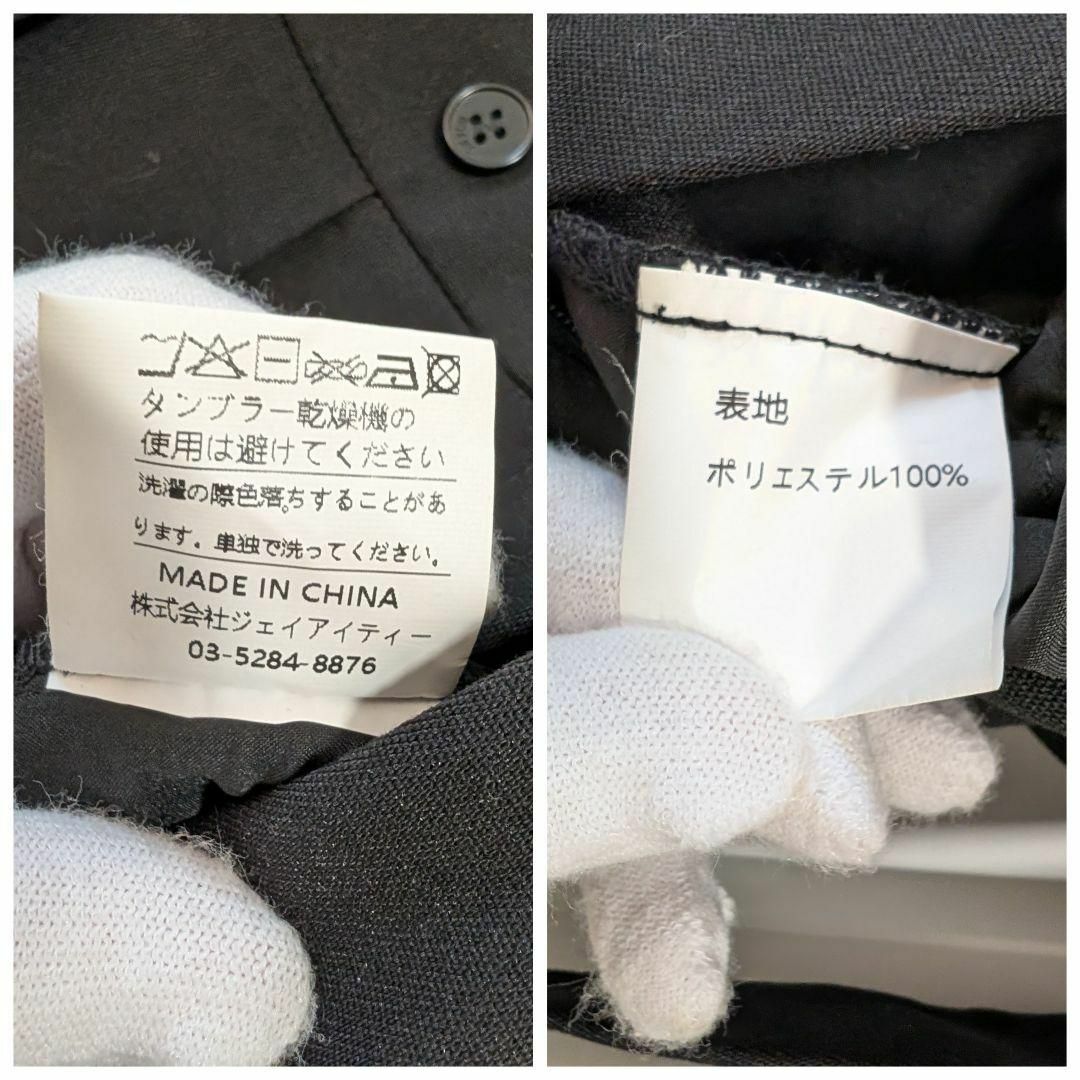 タンブラー乾燥機の
使用は避けてください
洗濯の際色落ちすることがあ
ります。単独で洗ってください。
MADE IN CHINA
株式会社ジェイアイティー
03-5284-8876
表地
ポリエステル100%